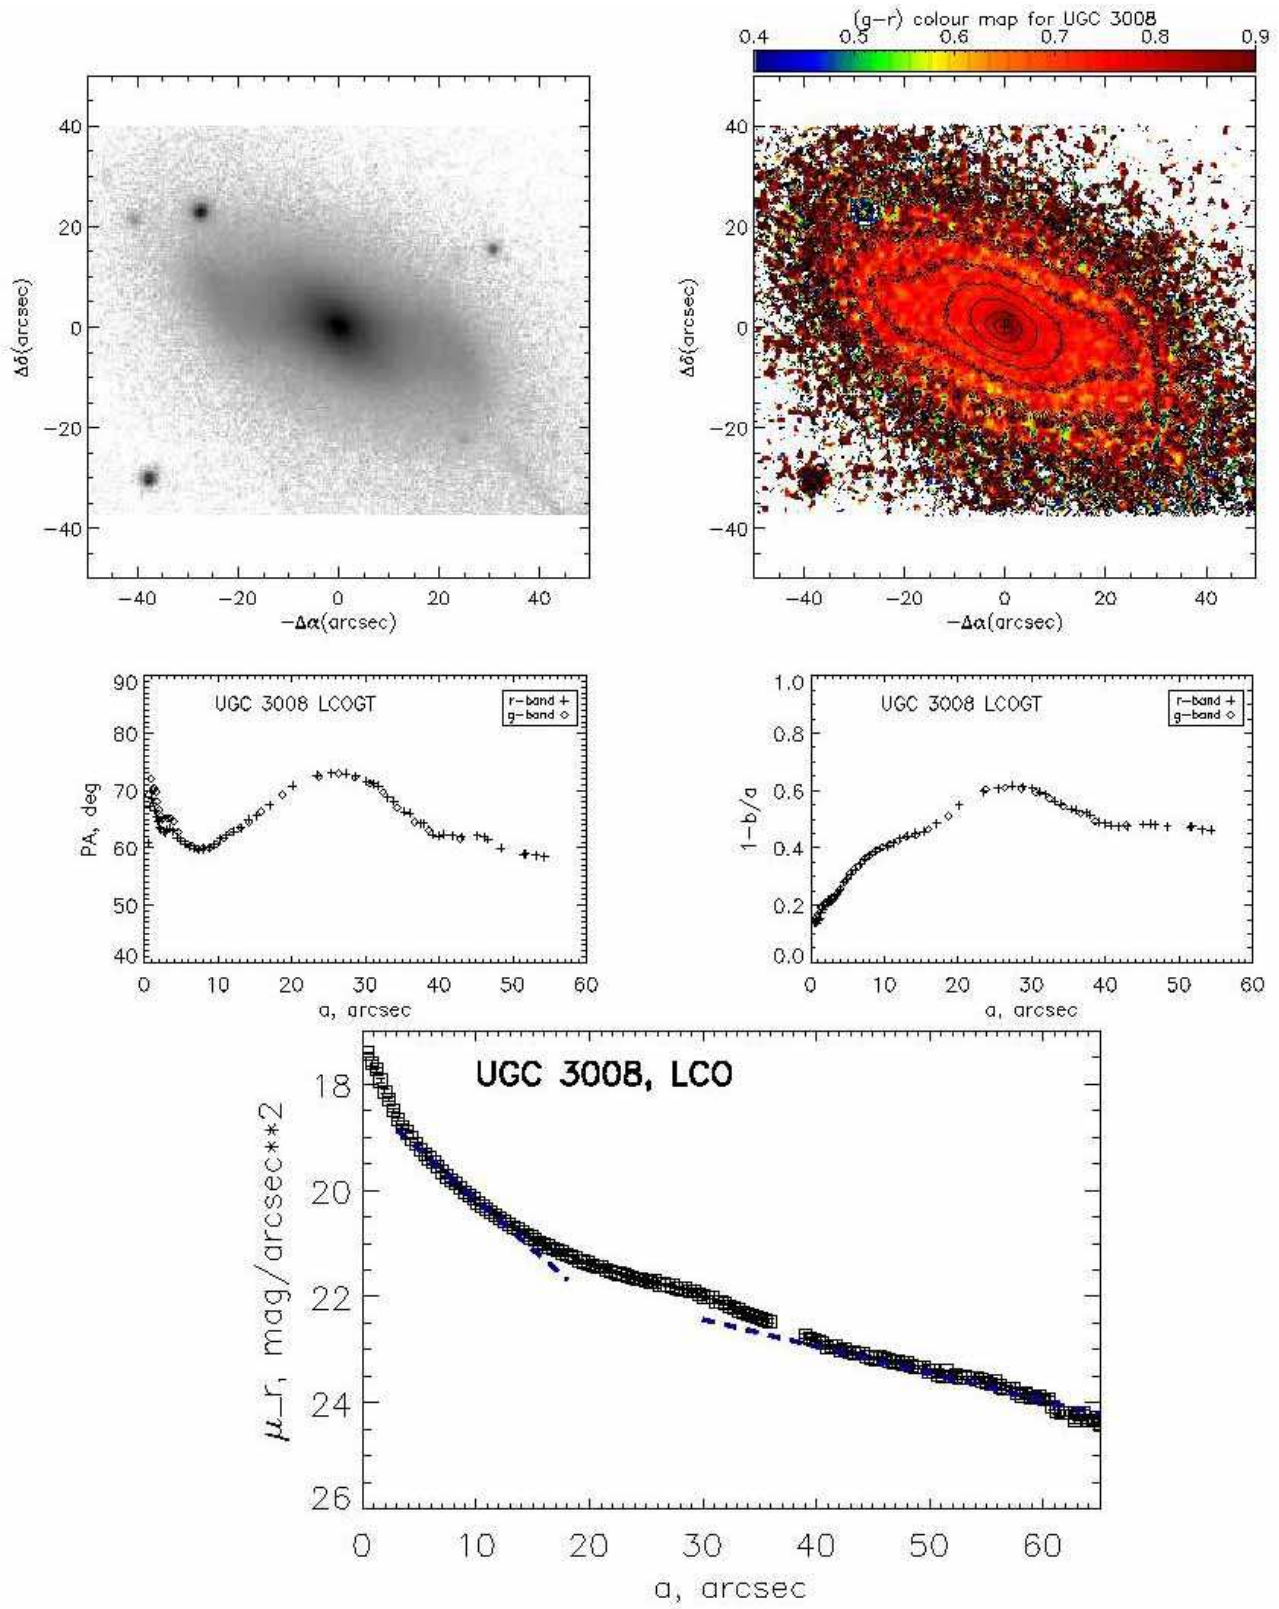 (g−r) colour map for UGC 3008
0.4 0.5 0.6 0.7 0.8 0.9
40
20
0
−20
−40
Δδ(arcsec)
−40 −20 0 20 40
−Δα(arcsec)
40
20
0
−20
−40
Δδ(arcsec)
−40 −20 0 20 40
−Δα(arcsec)
UGC 3008 LCOGT
r−band +
g−band ◇
90
80
70
60
50
40
PA, deg
0 10 20 30 40 50 60
a, arcsec
UGC 3008 LCOGT
r−band +
g−band ◇
1.0
0.8
0.6
0.4
0.2
0.0
1−b/a
0 10 20 30 40 50 60
a, arcsec
UGC 3008, LCO
18
20
22
24
26
μ_r, mag/arcsec**2
0 10 20 30 40 50 60
a, arcsec